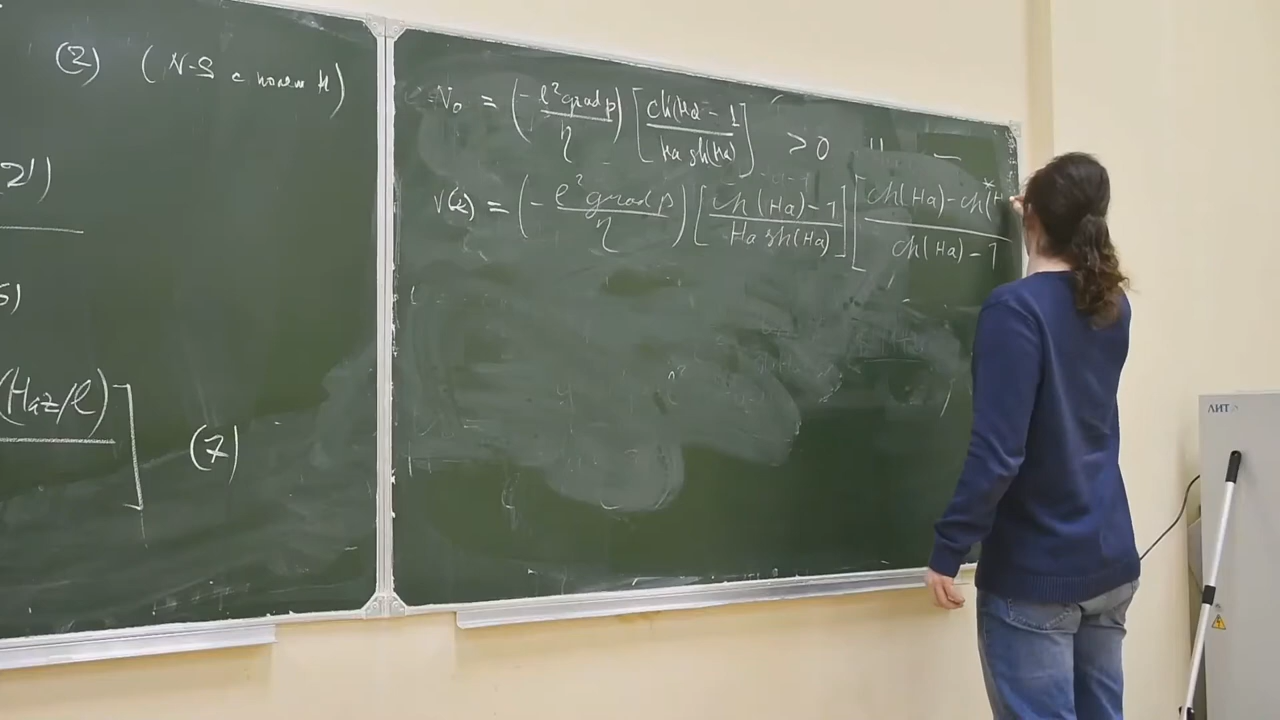 (2) (N-S с полем H)
2')
5)
(Haz/l) ]
(7)
V₀ = (- l² grad p / η) [ ch(Ha) - 1 / Ha sh(Ha) ] > 0
V(z) = (- l² grad p / η) [ ch(Ha) - 1 / Ha sh(Ha) ] [ ch(Ha) - ch(H / ch(Ha) - 1
ЛИТ